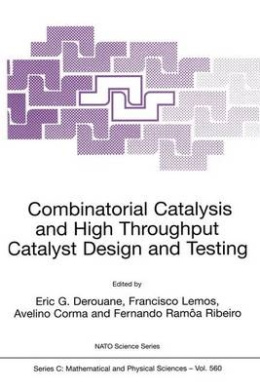 Combinatorial Catalysis
and High Throughput
Catalyst Design and Testing
Edited by
Eric G. Derouane, Francisco Lemos,
Avelino Corma and Fernando Ramôa Ribeiro
NATO Science Series
Series C: Mathematical and Physical Sciences – Vol. 560